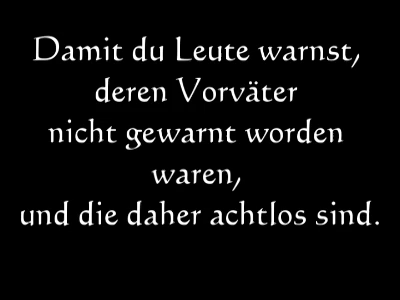 Damit du Leute warnst,
deren Vorväter
nicht gewarnt worden
waren,
und die daher achtlos sind.